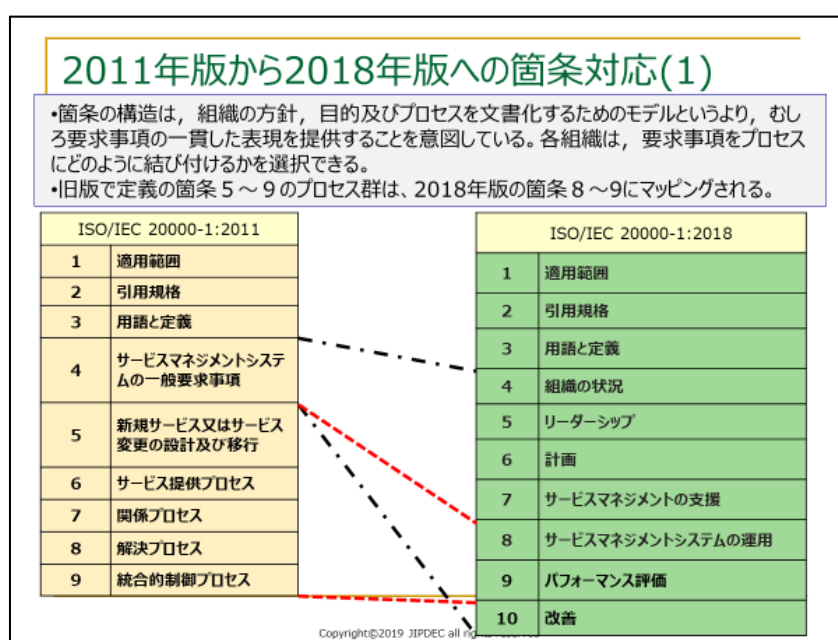 2011年版から2018年版への箇条対応(1)
•箇条の構造は，組織の方針，目的及びプロセスを文書化するためのモデルというより，むし
ろ要求事項の一貫した表現を提供することを意図している。各組織は，要求事項をプロセス
にどのように結び付けるかを選択できる。
•旧版で定義の箇条５～９のプロセス群は、2018年版の箇条８～9にマッピングされる。
ISO/IEC 20000-1:2011
1 適用範囲
2 引用規格
3 用語と定義
4 サービスマネジメントシステ
ムの一般要求事項
5 新規サービス又はサービス
変更の設計及び移行
6 サービス提供プロセス
7 関係プロセス
8 解決プロセス
9 統合的制御プロセス
ISO/IEC 20000-1:2018
1 適用範囲
2 引用規格
3 用語と定義
4 組織の状況
5 リーダーシップ
6 計画
7 サービスマネジメントの支援
8 サービスマネジメントシステムの運用
9 パフォーマンス評価
10 改善
Copyright©2019 JIPDEC all